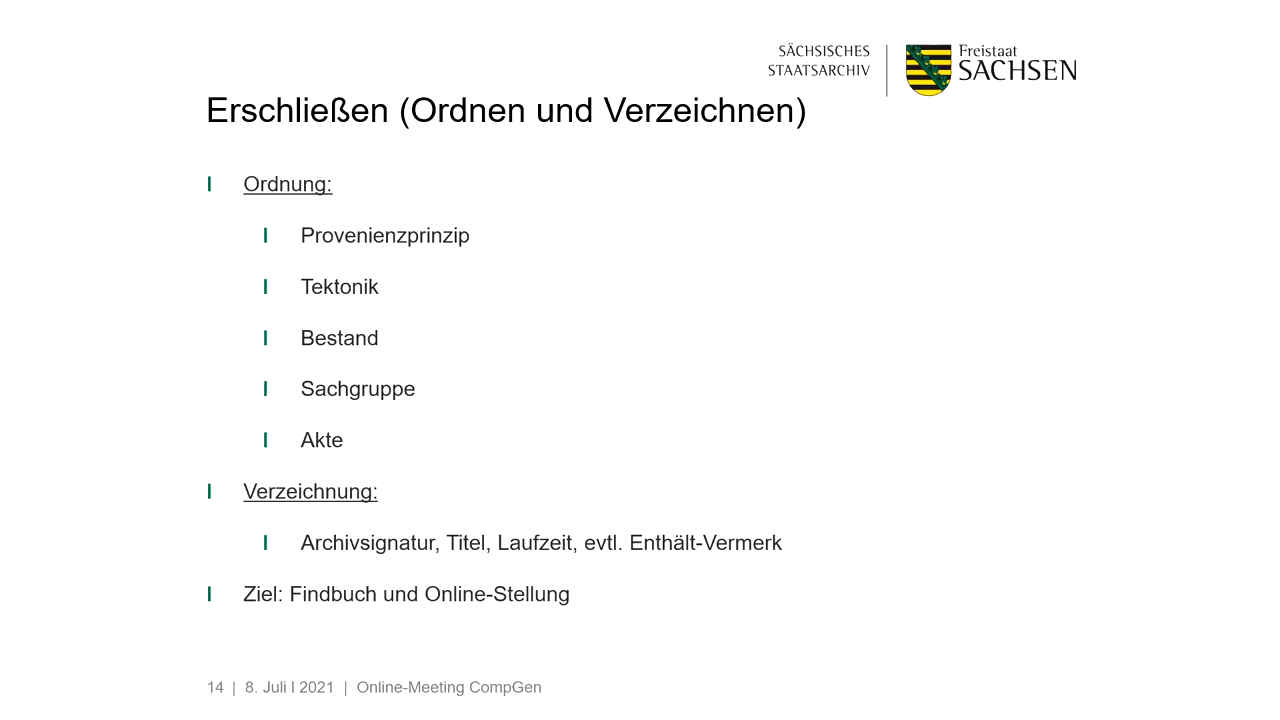 SÄCHSISCHES
STAATSARCHIV
Freistaat
SACHSEN
Erschließen (Ordnen und Verzeichnen)
I Ordnung:
I Provenienzprinzip
I Tektonik
I Bestand
I Sachgruppe
I Akte
I Verzeichnung:
I Archivsignatur, Titel, Laufzeit, evtl. Enthält-Vermerk
I Ziel: Findbuch und Online-Stellung
14 | 8. Juli I 2021 | Online-Meeting CompGen